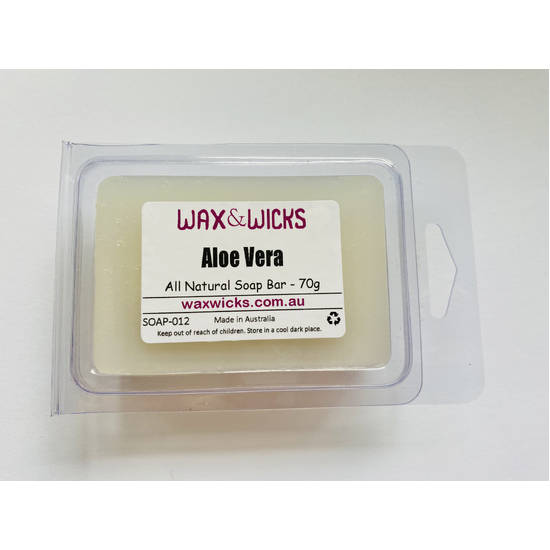 WAX&WICKS
Aloe Vera
All Natural Soap Bar - 70g
waxwicks.com.au
SOAP-012 Made in Australia
Keep out of reach of children. Store in a cool dark place.